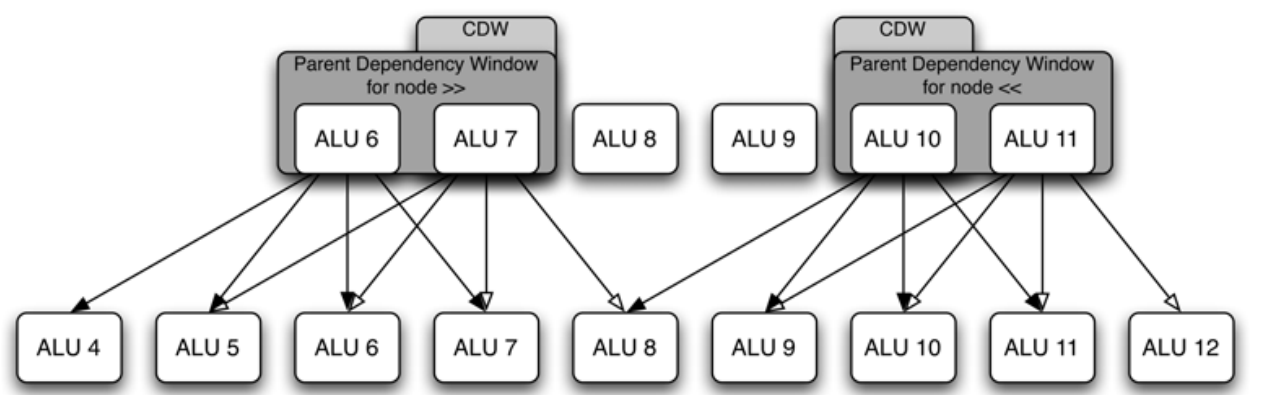 CDW
CDW
Parent Dependency Window
for node >>
Parent Dependency Window
for node <<
ALU 6
ALU 7
ALU 8
ALU 9
ALU 10
ALU 11
ALU 4
ALU 5
ALU 6
ALU 7
ALU 8
ALU 9
ALU 10
ALU 11
ALU 12